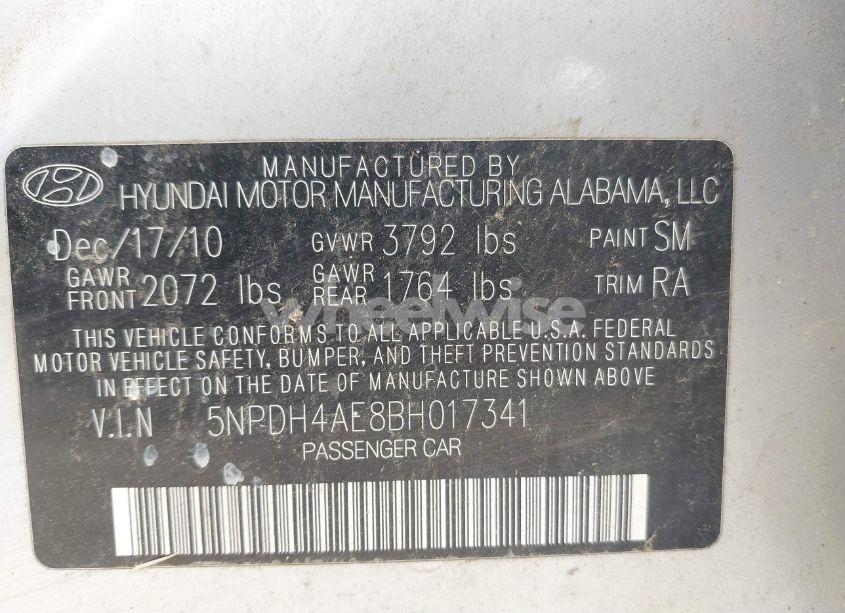 MANUFACTURED BY
HYUNDAI MOTOR MANUFACTURING ALABAMA, LLC
Dec/17/10 GVWR 3792 lbs PAINT SM
GAWR FRONT 2072 lbs GAWR REAR 1764 lbs TRIM RA
wheelwise
THIS VEHICLE CONFORMS TO ALL APPLICABLE U.S.A. FEDERAL
MOTOR VEHICLE SAFETY, BUMPER, AND THEFT PREVENTION STANDARDS
IN EFFECT ON THE DATE OF MANUFACTURE SHOWN ABOVE
V.I.N 5NPDH4AE8BH017341
PASSENGER CAR